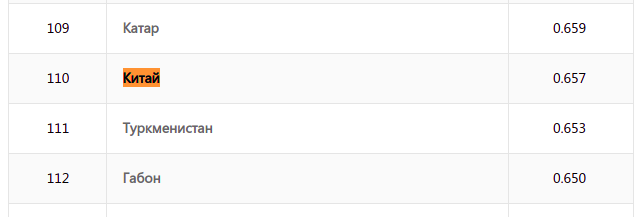 109 Катар 0.659
110 Китай 0.657
111 Туркменистан 0.653
112 Габон 0.650